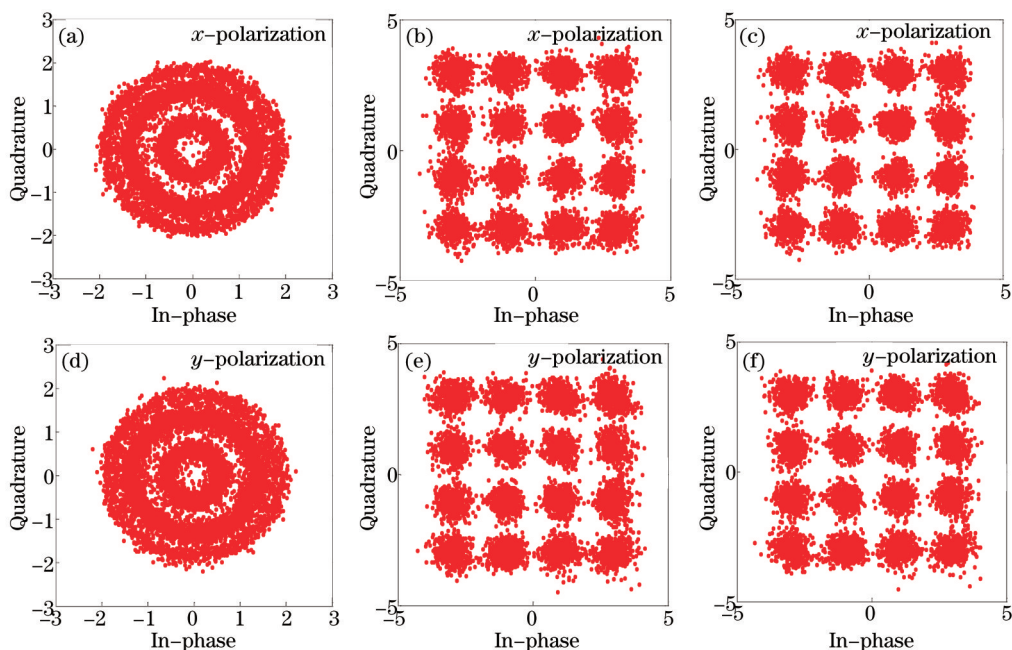 (a) x-polarization
3
2
1
0
−1
−2
−3
Quadrature
−3 −2 −1 0 1 2 3
In-phase
(b) x-polarization
5
0
−5
Quadrature
−5 0 5
In-phase
(c) x-polarization
5
0
−5
Quadrature
−5 0 5
In-phase
(d) y-polarization
3
2
1
0
−1
−2
−3
Quadrature
−3 −2 −1 0 1 2 3
In-phase
(e) y-polarization
5
0
−5
Quadrature
−5 0 5
In-phase
(f) y-polarization
5
0
−5
Quadrature
0 5
In-phase